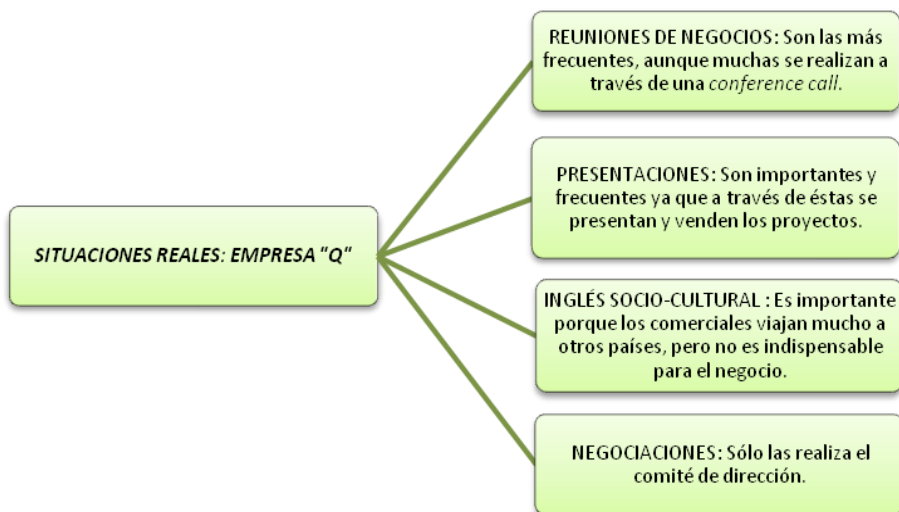 REUNIONES DE NEGOCIOS: Son las más
frecuentes, aunque muchas se realizan a
través de una conference call.
PRESENTACIONES: Son importantes y
frecuentes ya que a través de éstas se
presentan y venden los proyectos.
SITUACIONES REALES: EMPRESA "Q"
INGLÉS SOCIO-CULTURAL : Es importante
porque los comerciales viajan mucho a
otros países, pero no es indispensable
para el negocio.
NEGOCIACIONES: Sólo las realiza el
comité de dirección.